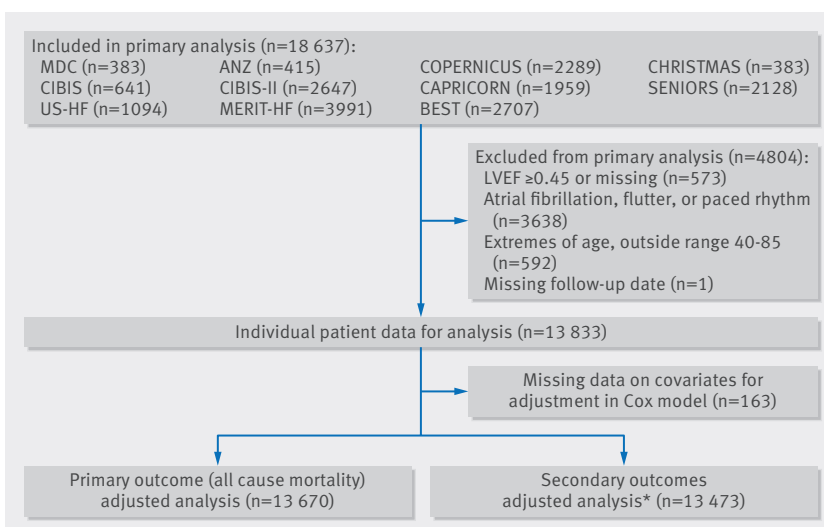 Included in primary analysis (n=18 637):
MDC (n=383) ANZ (n=415) COPERNICUS (n=2289) CHRISTMAS (n=383)
CIBIS (n=641) CIBIS-II (n=2647) CAPRICORN (n=1959) SENIORS (n=2128)
US-HF (n=1094) MERIT-HF (n=3991) BEST (n=2707)
Excluded from primary analysis (n=4804):
LVEF ≥0.45 or missing (n=573)
Atrial fibrillation, flutter, or paced rhythm
(n=3638)
Extremes of age, outside range 40-85
(n=592)
Missing follow-up date (n=1)
Individual patient data for analysis (n=13 833)
Missing data on covariates for
adjustment in Cox model (n=163)
Primary outcome (all cause mortality)
adjusted analysis (n=13 670)
Secondary outcomes
adjusted analysis* (n=13 473)